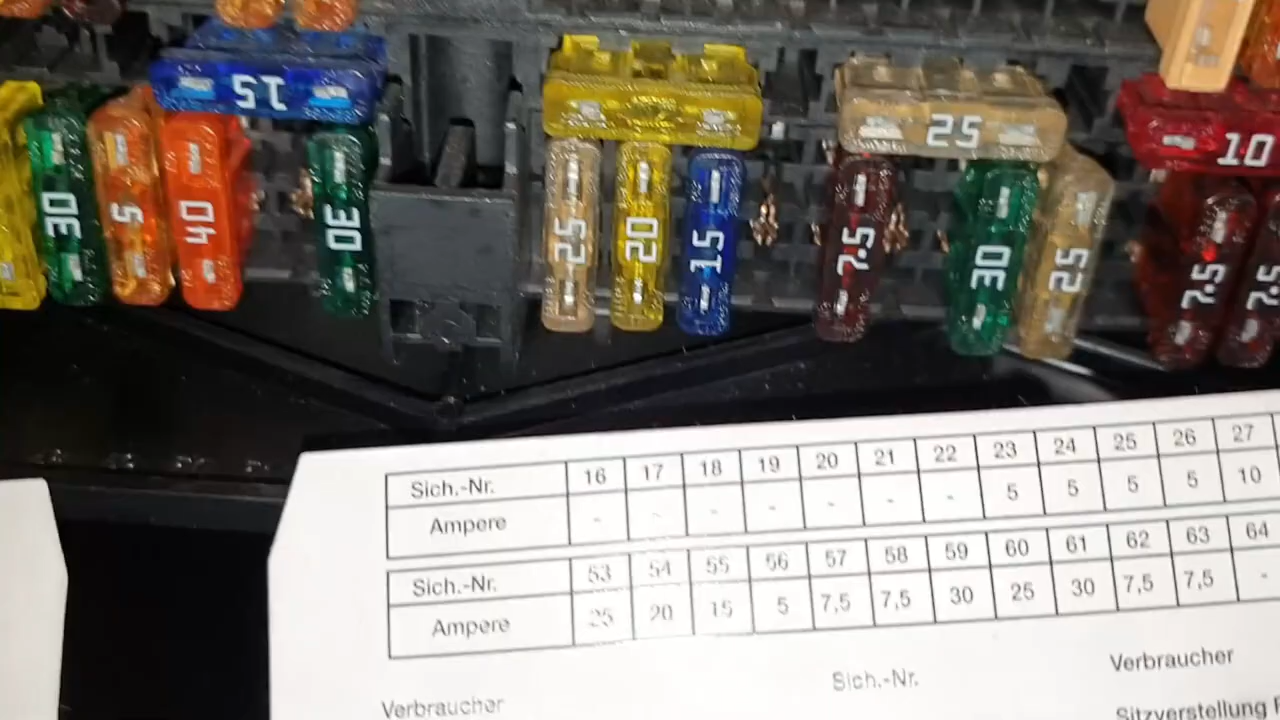 15
25
10
30
5
40
30
25
20
15
7.5
30
25
7.5
7.5
Sich.-Nr. 16 17 18 19 20 21 22 23 24 25 26 27
Ampere - - - - - - - 5 5 5 5 10
Sich.-Nr. 53 54 55 56 57 58 59 60 61 62 63 64
Ampere 25 20 15 5 7,5 7,5 30 25 30 7,5 7,5 -
Verbraucher Sich.-Nr. Verbraucher
Sitzverstellung